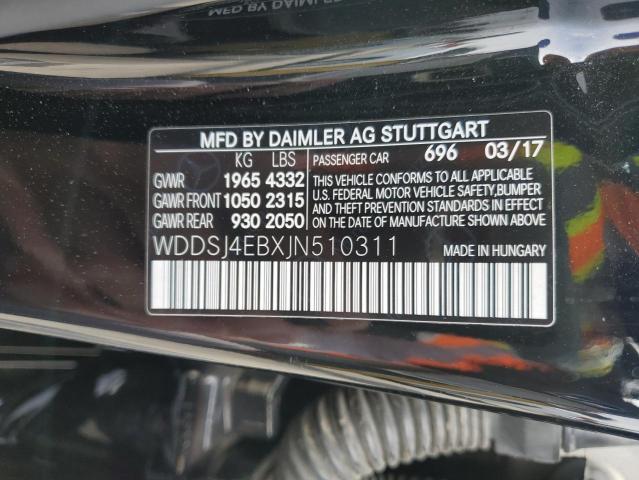 MFD BY DAIMLER AG STUTTGART
KG LBS
GVWR 1965 4332
GAWR FRONT 1050 2315
GAWR REAR 930 2050
PASSENGER CAR 696 03/17
THIS VEHICLE CONFORMS TO ALL APPLICABLE
U.S. FEDERAL MOTOR VEHICLE SAFETY, BUMPER
AND THEFT PREVENTION STANDARDS IN EFFECT
ON THE DATE OF MANUFACTURE SHOWN ABOVE
WDDSJ4EBXJN510311
MADE IN HUNGARY